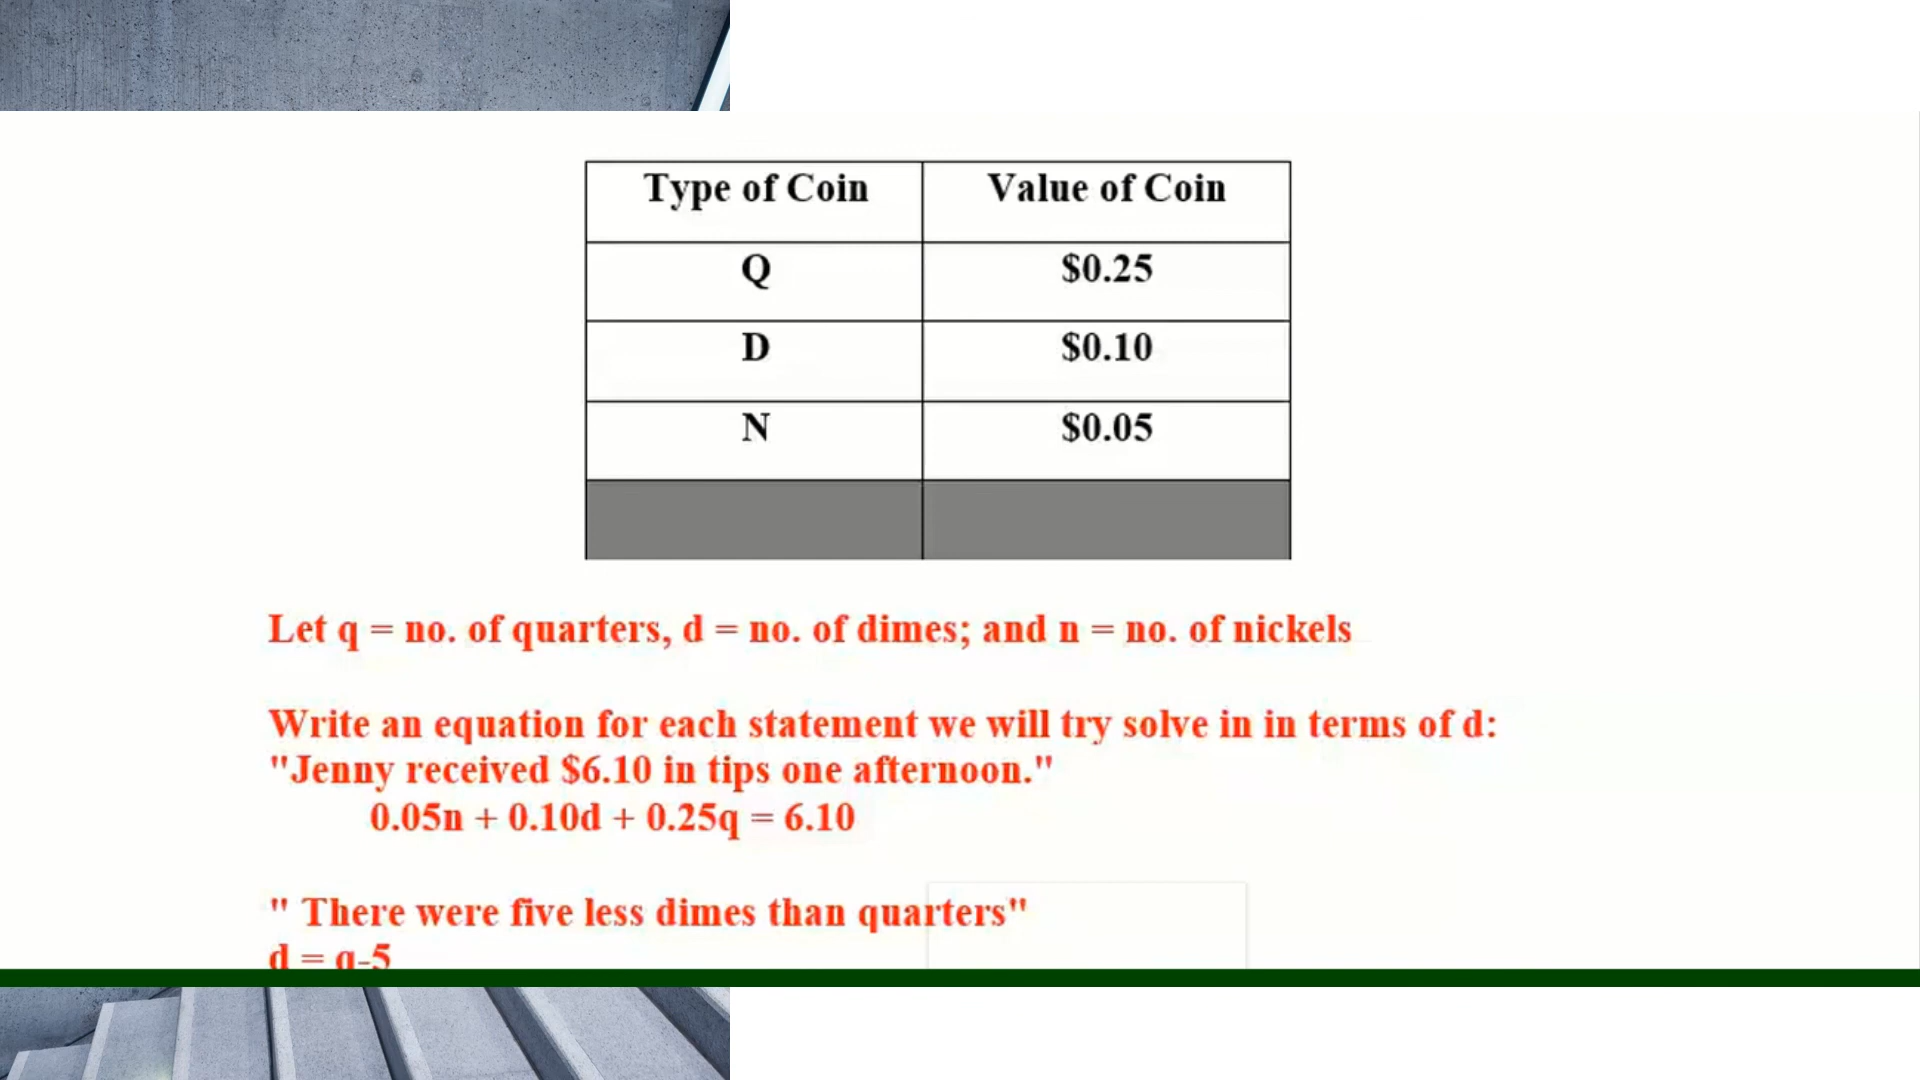 Type of Coin Value of Coin
Q $0.25
D $0.10
N $0.05
Let q = no. of quarters, d = no. of dimes; and n = no. of nickels
Write an equation for each statement we will try solve in in terms of d:
"Jenny received $6.10 in tips one afternoon."
0.05n + 0.10d + 0.25q = 6.10
" There were five less dimes than quarters"
d = q-5